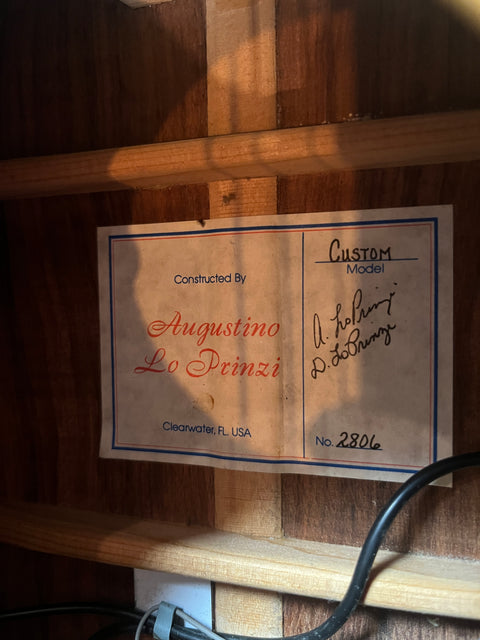 Constructed By
Augustino
Lo Prinzi
Clearwater, FL. USA
CUSTOM
Model
A. LoPrinzi
D. LoPrinzi
No. 2806